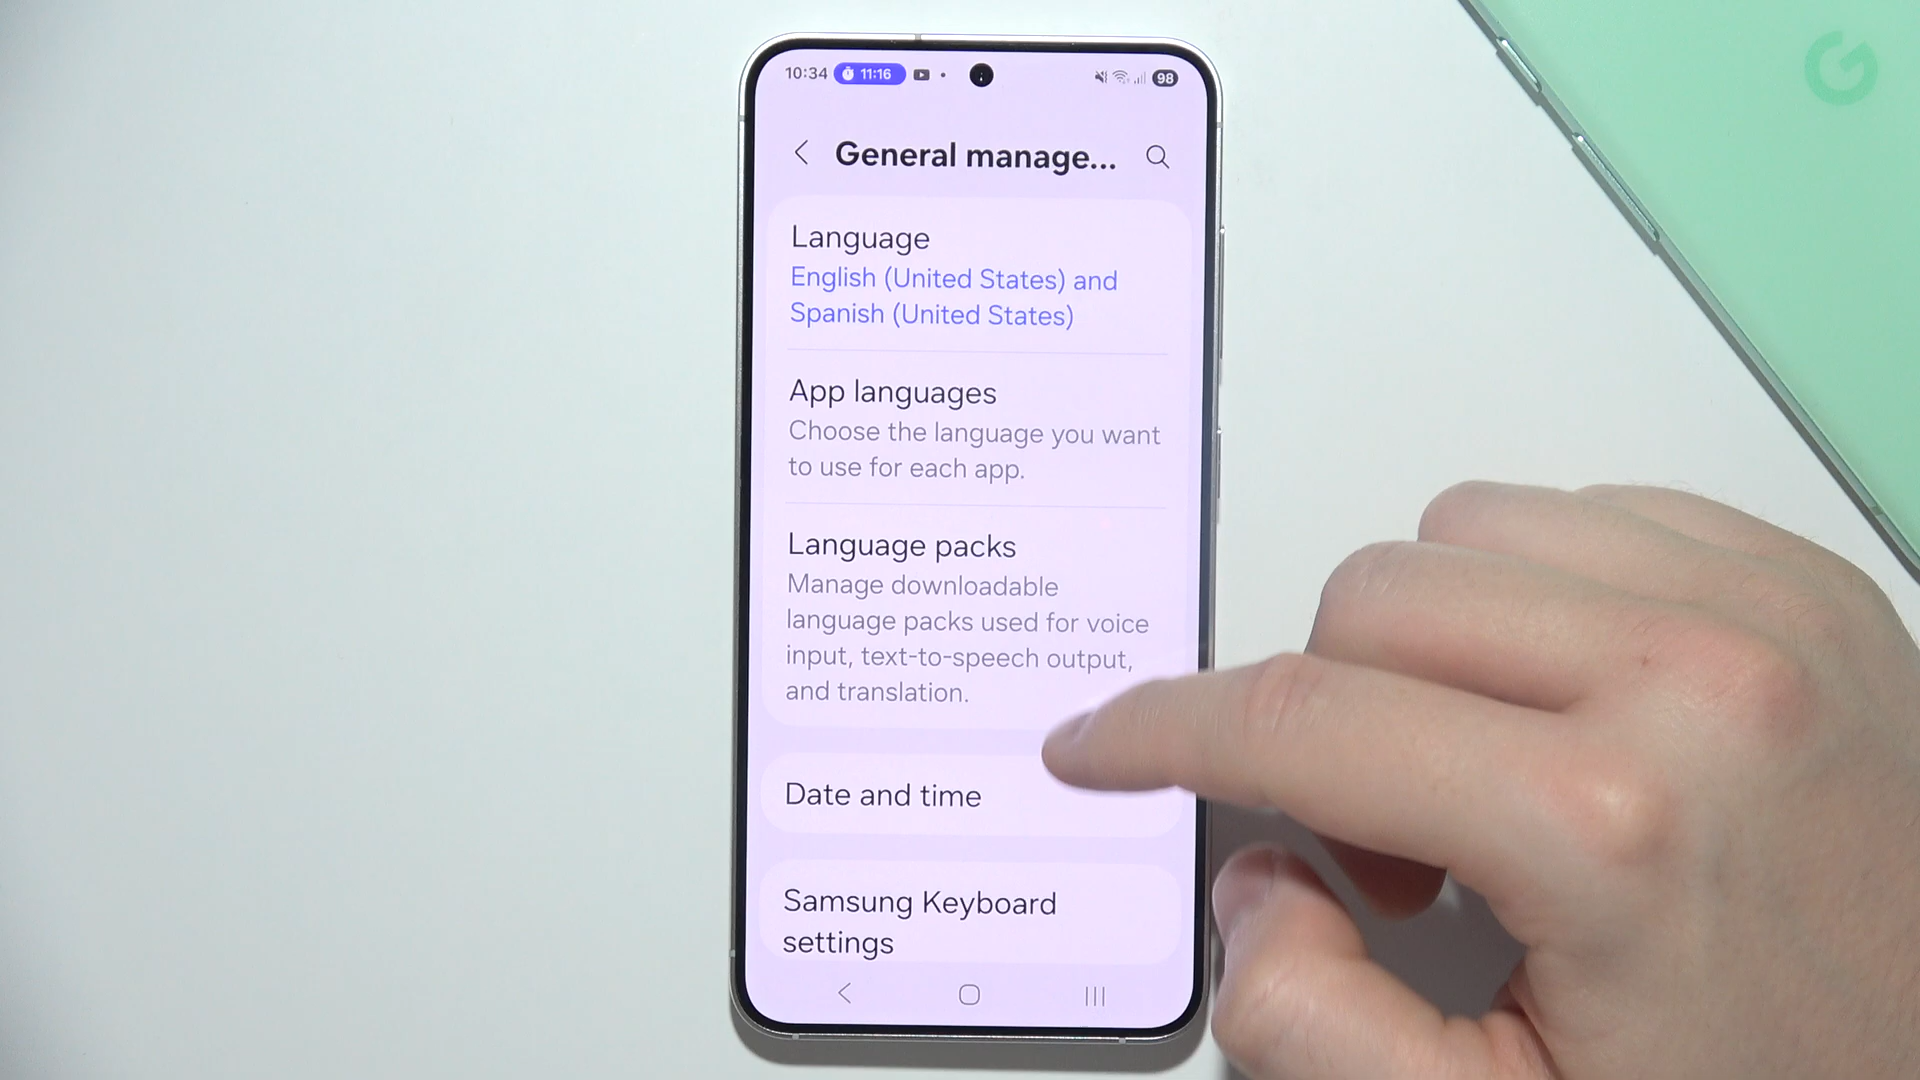 10:34 11:16 98
General manage...
Language
English (United States) and
Spanish (United States)
App languages
Choose the language you want
to use for each app.
Language packs
Manage downloadable
language packs used for voice
input, text-to-speech output,
and translation.
Date and time
Samsung Keyboard
settings